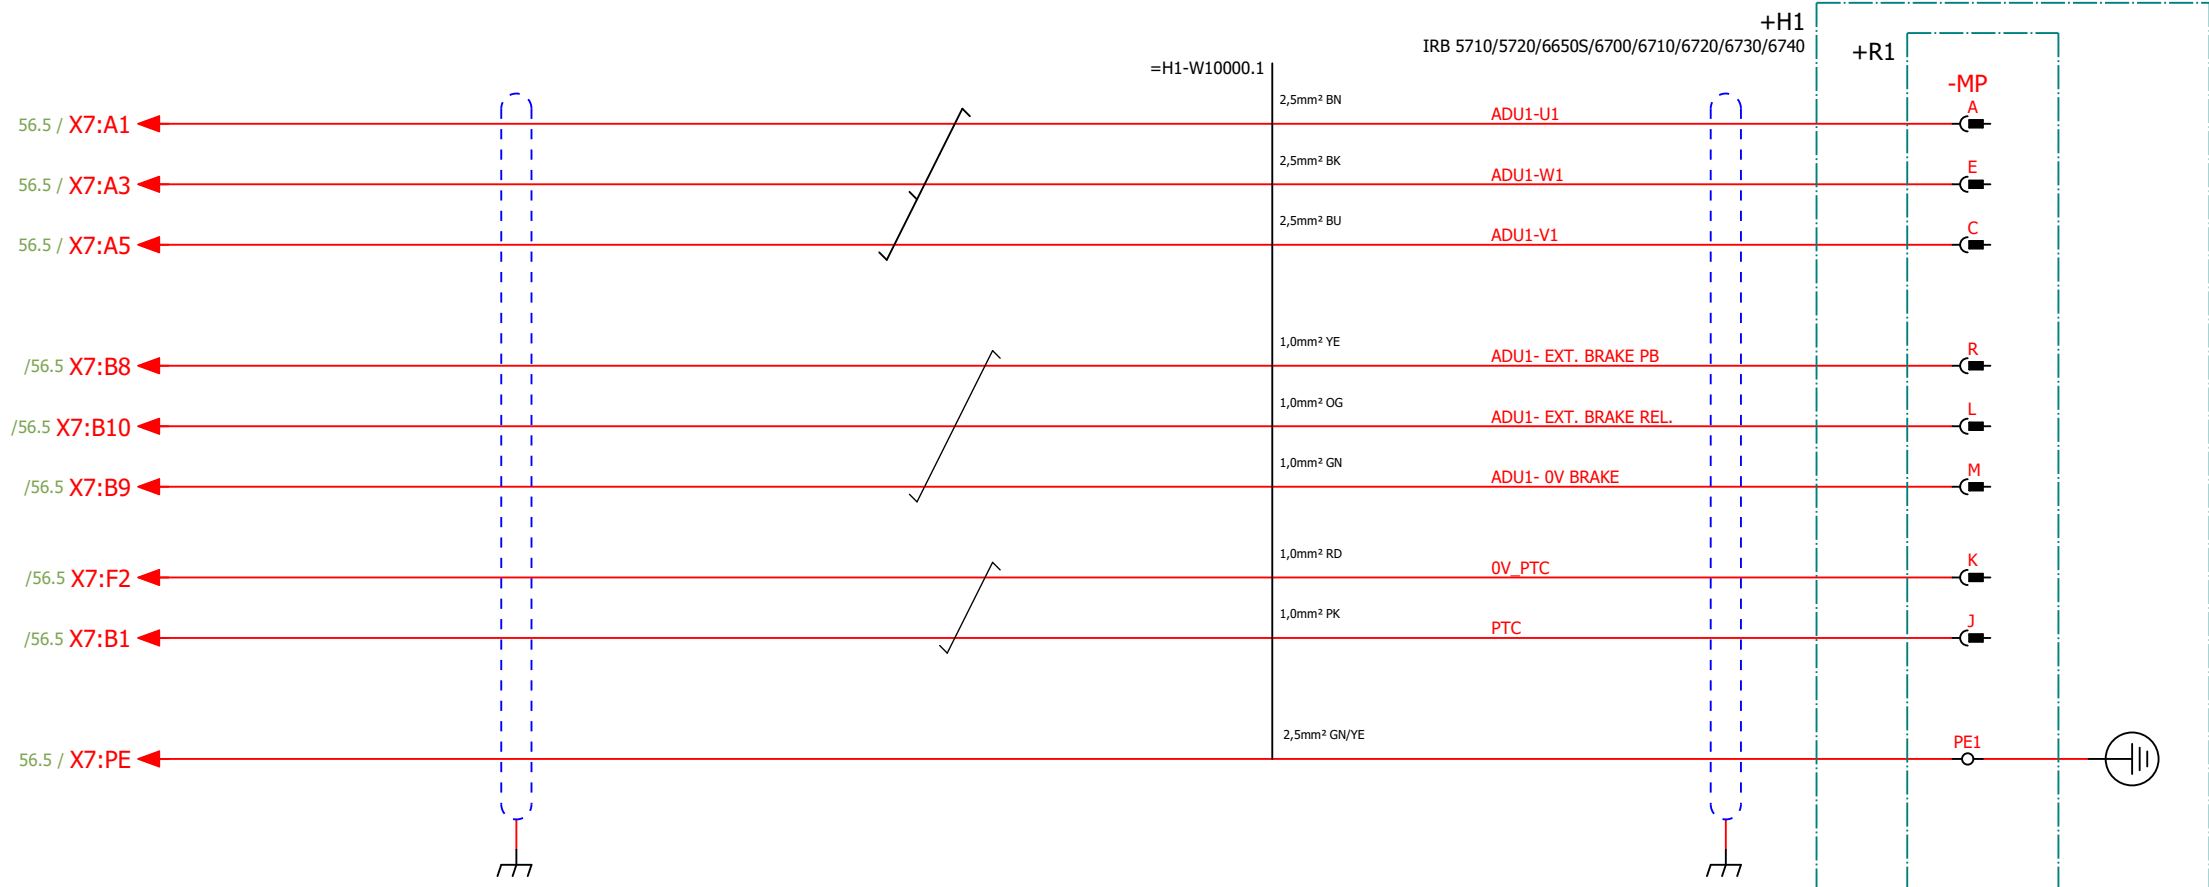 +H1
IRB 5710/5720/6650S/6700/6710/6720/6730/6740
+R1
=H1-W10000.1
-MP
56.5 / X7:A1 2,5mm² BN ADU1-U1 A
56.5 / X7:A3 2,5mm² BK ADU1-W1 E
56.5 / X7:A5 2,5mm² BU ADU1-V1 C
/56.5 X7:B8 1,0mm² YE ADU1- EXT. BRAKE PB R
/56.5 X7:B10 1,0mm² OG ADU1- EXT. BRAKE REL. L
/56.5 X7:B9 1,0mm² GN ADU1- 0V BRAKE M
/56.5 X7:F2 1,0mm² RD 0V_PTC K
/56.5 X7:B1 1,0mm² PK PTC J
56.5 / X7:PE 2,5mm² GN/YE PE1